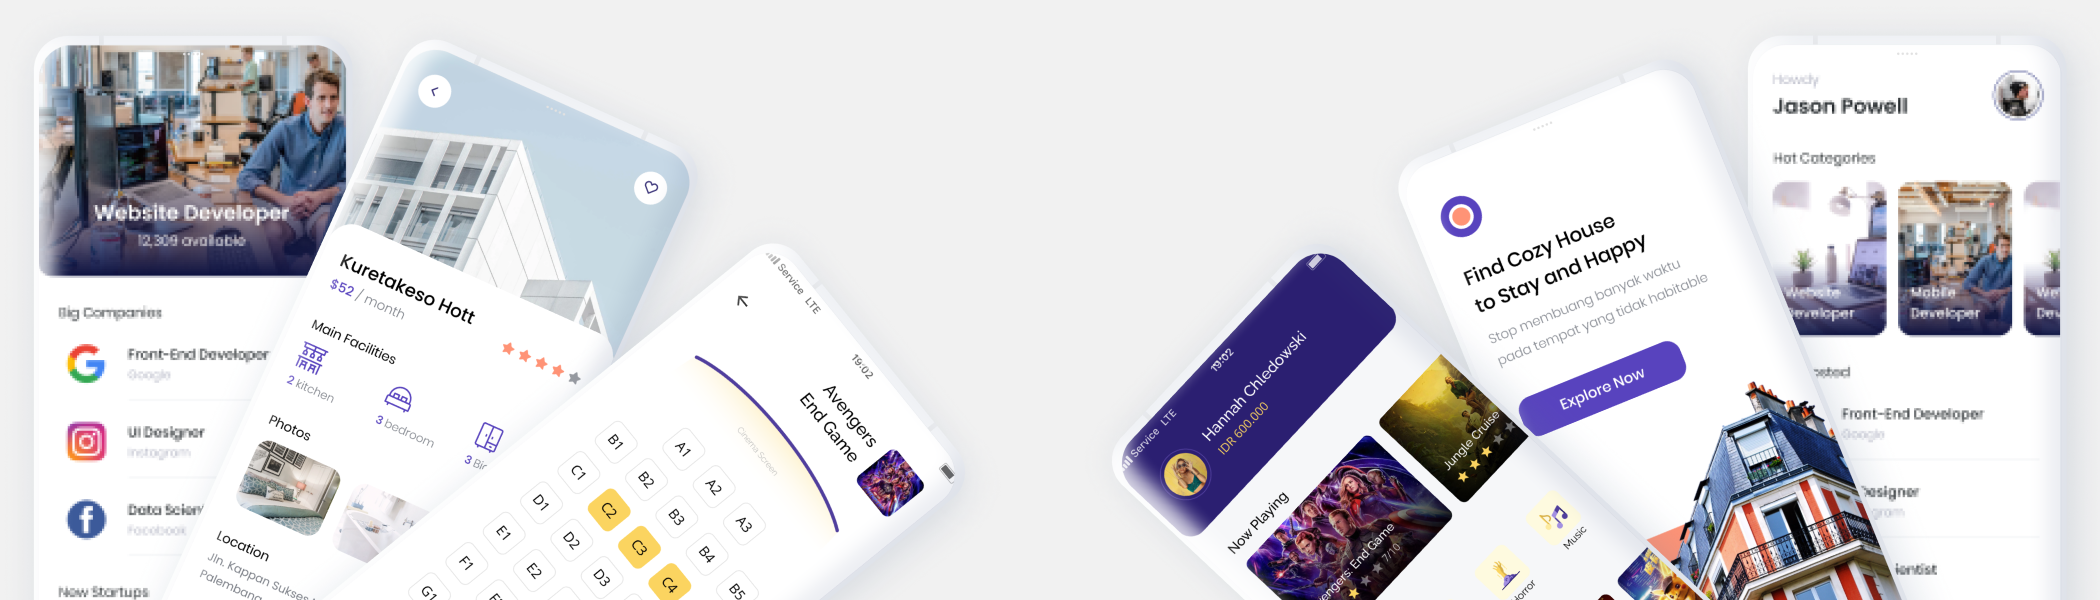 Website Developer
12,309 available
Big Companies
Front-End Developer
Google
UI Designer
Instagram
Data Scien
Facebook
New Startups
Kuretakeso Hott
$52 / month
Main Facilities
2 kitchen
3 bedroom
3 Big
Photos
Location
Jln. Kappan Sukses
Palembang
Service LTE
19:02
Avengers
End Game
Cinema Screen
A1
A2
A3
B1
B2
B3
B4
B5
C1
C2
C3
C4
D1
D2
D3
E1
E2
F1
G1
Service LTE
19:02
Hannah Chledowski
IDR 600.000
Now Playing
Avengers: End Game
7/10
Jungle Cruise
Music
Horror
Find Cozy House
to Stay and Happy
Stop membuang banyak waktu
pada tempat yang tidak habitable
Explore Now
Howdy
Jason Powell
Hot Categories
Website
Developer
Mobile
Developer
We
Dev
osted
Front-End Developer
Google
Designer
gram
ientist